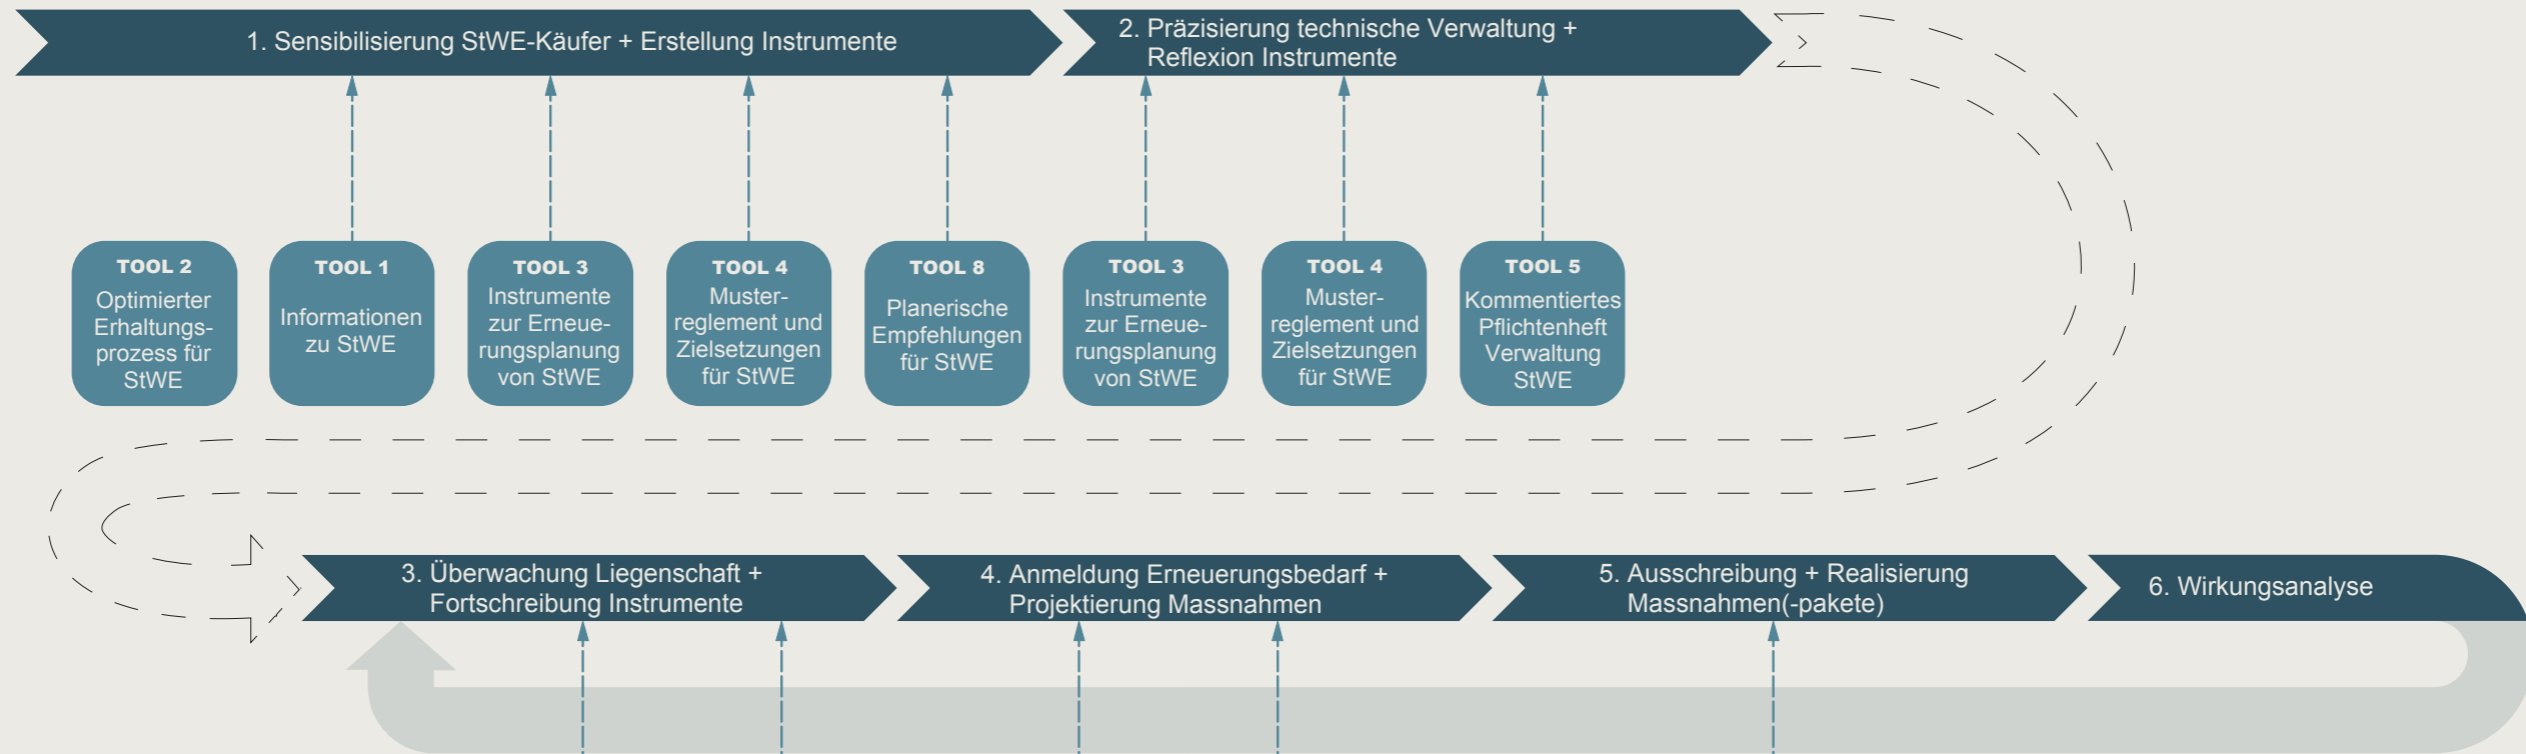 1. Sensibilisierung StWE-Käufer + Erstellung Instrumente
2. Präzisierung technische Verwaltung +
Reflexion Instrumente
TOOL 2
Optimierter
Erhaltungs-
prozess für
StWE
TOOL 1
Informationen
zu StWE
TOOL 3
Instrumente
zur Erneue-
rungsplanung
von StWE
TOOL 4
Muster-
reglement und
Zielsetzungen
für StWE
TOOL 8
Planerische
Empfehlungen
für StWE
TOOL 3
Instrumente
zur Erneue-
rungsplanung
von StWE
TOOL 4
Muster-
reglement und
Zielsetzungen
für StWE
TOOL 5
Kommentiertes
Pflichtenheft
Verwaltung
StWE
3. Überwachung Liegenschaft +
Fortschreibung Instrumente
4. Anmeldung Erneuerungsbedarf +
Projektierung Massnahmen
5. Ausschreibung + Realisierung
Massnahmen(-pakete)
6. Wirkungsanalyse